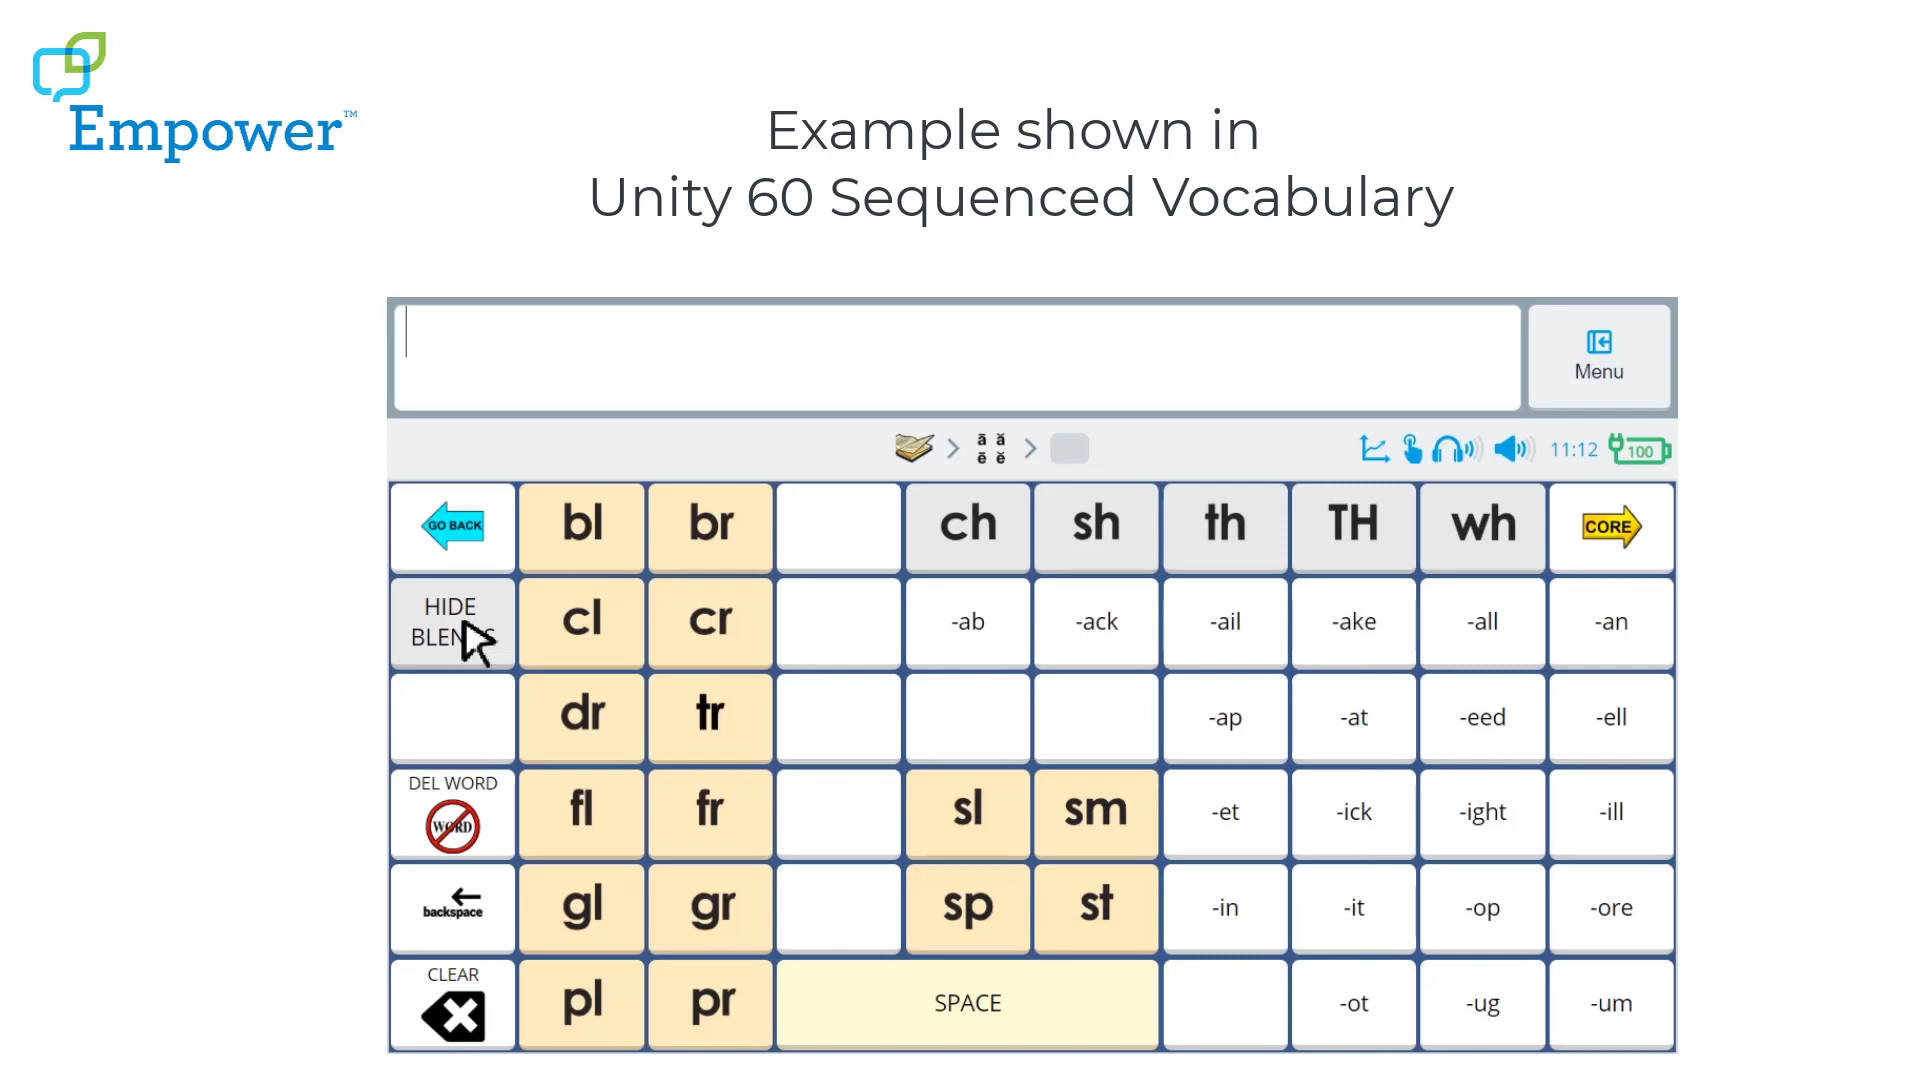 Empower™
Example shown in
Unity 60 Sequenced Vocabulary
Menu
ā ă
ē ĕ
11:12
100
GO BACK
bl
br
ch
sh
th
TH
wh
CORE
HIDE
cl
cr
-ab
-ack
-ail
-ake
-all
-an
dr
tr
-ap
-at
-eed
-ell
DEL WORD
WORD
fl
fr
sl
sm
-et
-ick
-ight
-ill
backspace
gl
gr
sp
st
-in
-it
-op
-ore
CLEAR
pl
pr
SPACE
-ot
-ug
-um